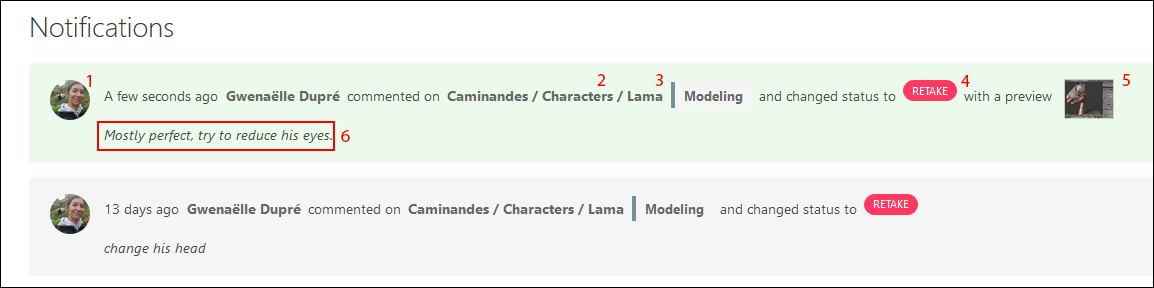 Notifications
1 2 3 4 5
A few seconds ago Gwenaëlle Dupré commented on Caminandes / Characters / Lama Modeling and changed status to RETAKE with a preview
Mostly perfect, try to reduce his eyes. 6
13 days ago Gwenaëlle Dupré commented on Caminandes / Characters / Lama Modeling and changed status to RETAKE
change his head